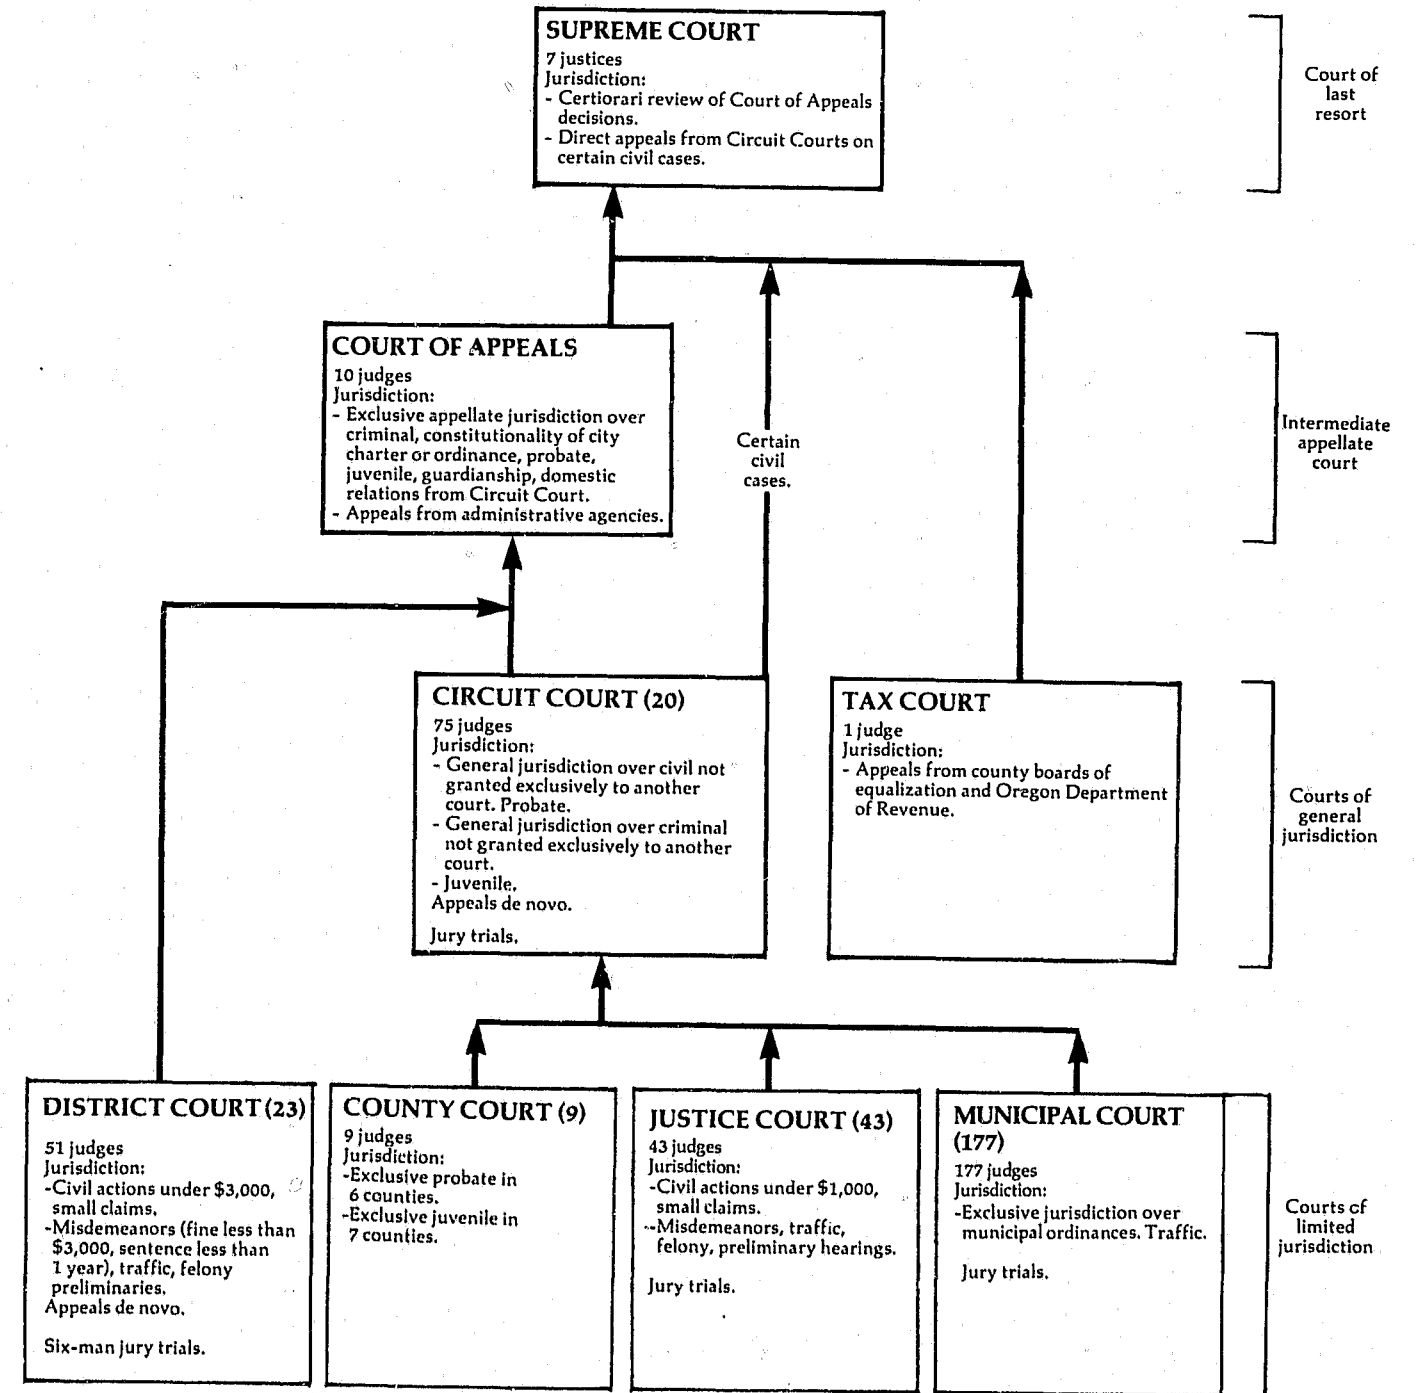 SUPREME COURT
7 justices
Jurisdiction:
- Certiorari review of Court of Appeals
decisions.
- Direct appeals from Circuit Courts on
certain civil cases.
Court of
last
resort
COURT OF APPEALS
10 judges
Jurisdiction:
- Exclusive appellate jurisdiction over
criminal, constitutionality of city
charter or ordinance, probate,
juvenile, guardianship, domestic
relations from Circuit Court.
- Appeals from administrative agencies.
Certain
civil
cases.
Intermediate
appellate
court
CIRCUIT COURT (20)
75 judges
Jurisdiction:
- General jurisdiction over civil not
granted exclusively to another
court. Probate.
- General jurisdiction over criminal
not granted exclusively to another
court.
- Juvenile.
Appeals de novo.
Jury trials.
TAX COURT
1 judge
Jurisdiction:
- Appeals from county boards of
equalization and Oregon Department
of Revenue.
Courts of
general
jurisdiction
DISTRICT COURT (23)
51 judges
Jurisdiction:
-Civil actions under $3,000,
small claims.
-Misdemeanors (fine less than
$3,000, sentence less than
1 year), traffic, felony
preliminaries.
Appeals de novo.
Six-man jury trials.
COUNTY COURT (9)
9 judges
Jurisdiction:
-Exclusive probate in
6 counties.
-Exclusive juvenile in
7 counties.
JUSTICE COURT (43)
43 judges
Jurisdiction:
-Civil actions under $1,000,
small claims.
-Misdemeanors, traffic,
felony, preliminary hearings.
Jury trials.
MUNICIPAL COURT
(177)
177 judges
Jurisdiction:
-Exclusive jurisdiction over
municipal ordinances. Traffic.
Jury trials.
Courts of
limited
jurisdiction